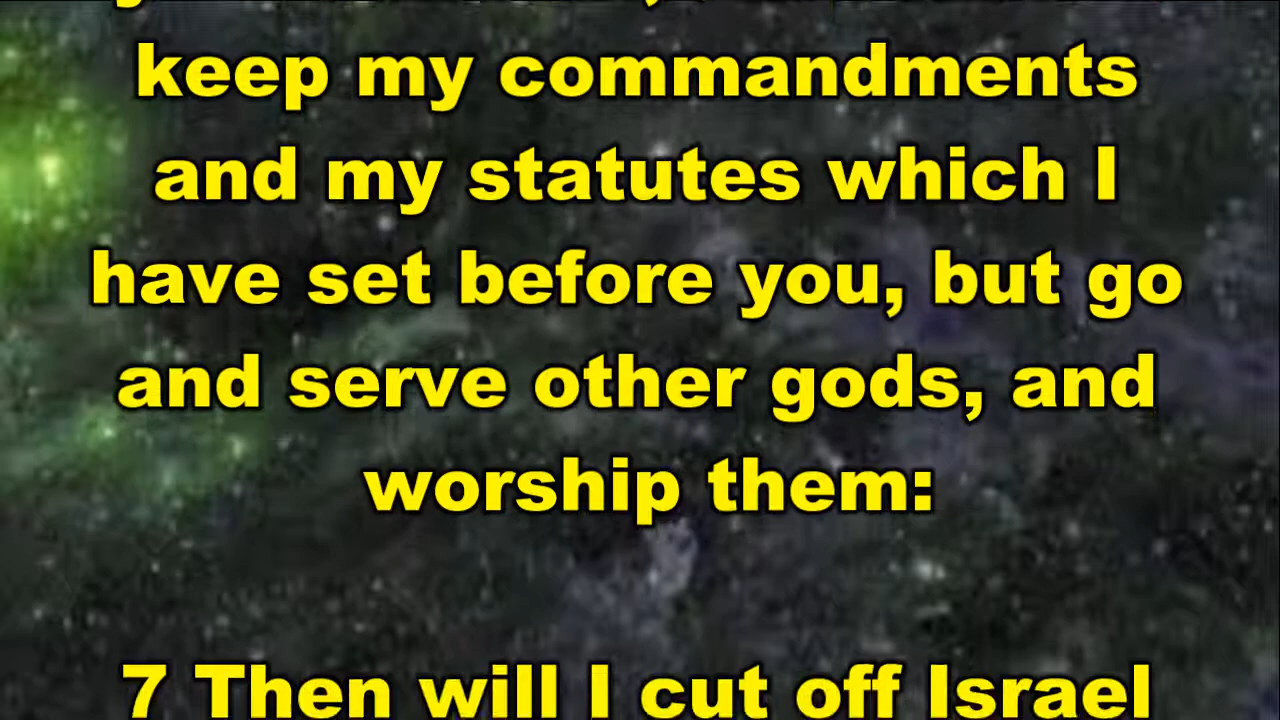 keep my commandments
and my statutes which I
have set before you, but go
and serve other gods, and
worship them:
7 Then will I cut off Israel